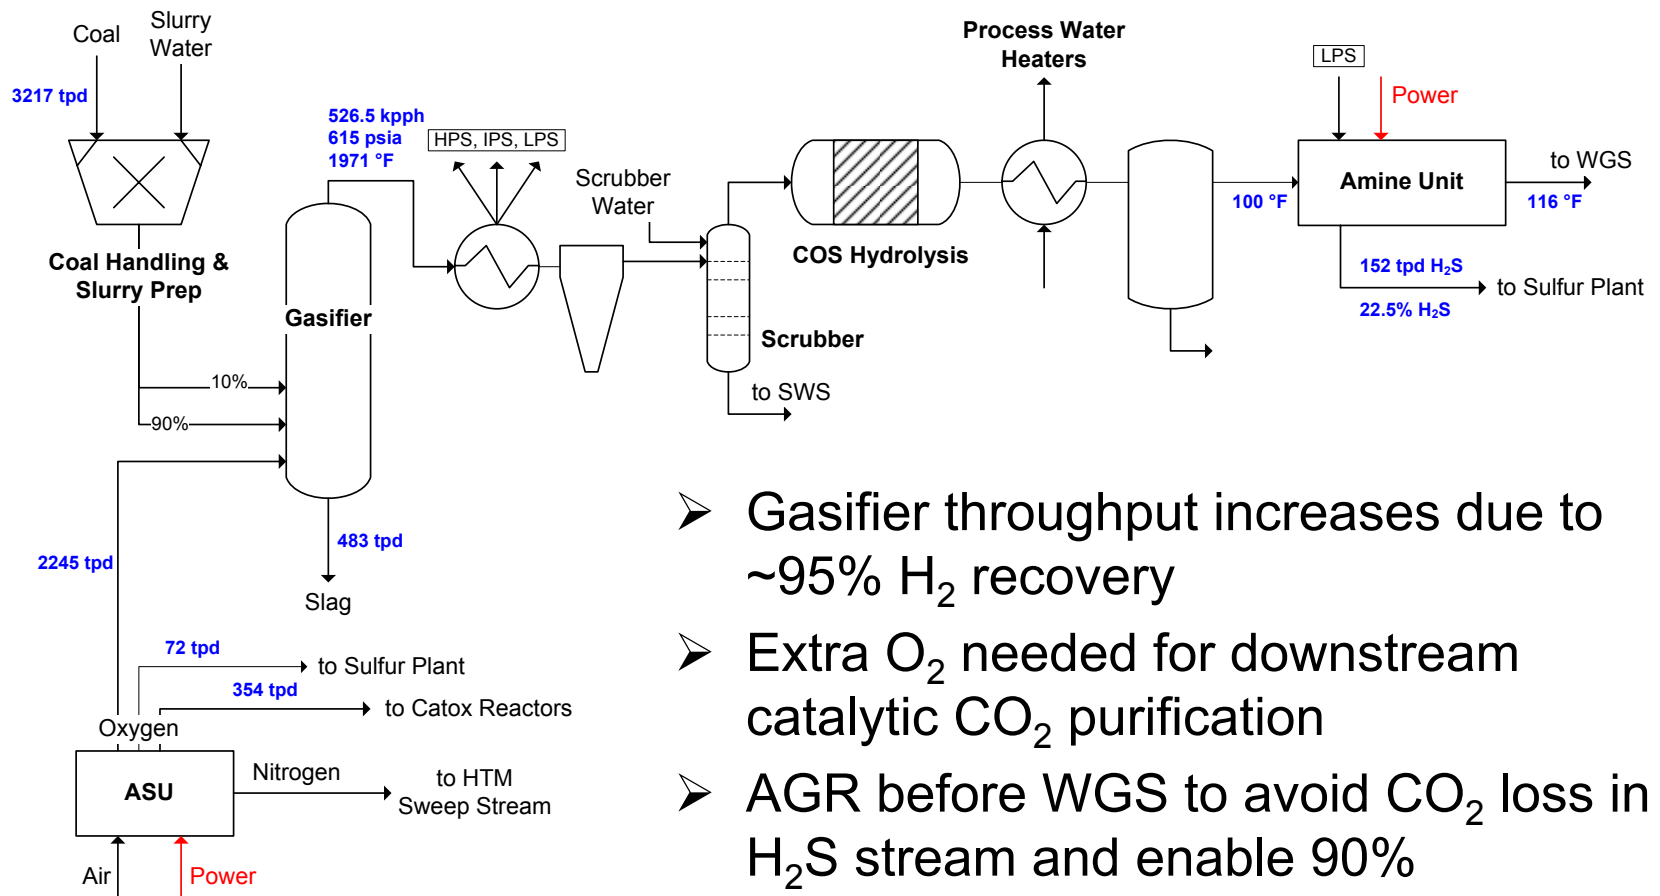 Coal
Slurry
Water
3217 tpd
Coal Handling &
Slurry Prep
10%
90%
2245 tpd
526.5 kpph
615 psia
1971 °F
Gasifier
483 tpd
Slag
HPS, IPS, LPS
Scrubber
Water
Scrubber
to SWS
COS Hydrolysis
Process Water
Heaters
100 °F
LPS
Power
Amine Unit
to WGS
116 °F
152 tpd H₂S
22.5% H₂S
to Sulfur Plant
72 tpd
to Sulfur Plant
354 tpd
to Catox Reactors
Oxygen
ASU
Nitrogen
to HTM
Sweep Stream
Air
Power
➢ Gasifier throughput increases due to
~95% H₂ recovery
➢ Extra O₂ needed for downstream
catalytic CO₂ purification
➢ AGR before WGS to avoid CO₂ loss in
H₂S stream and enable 90%